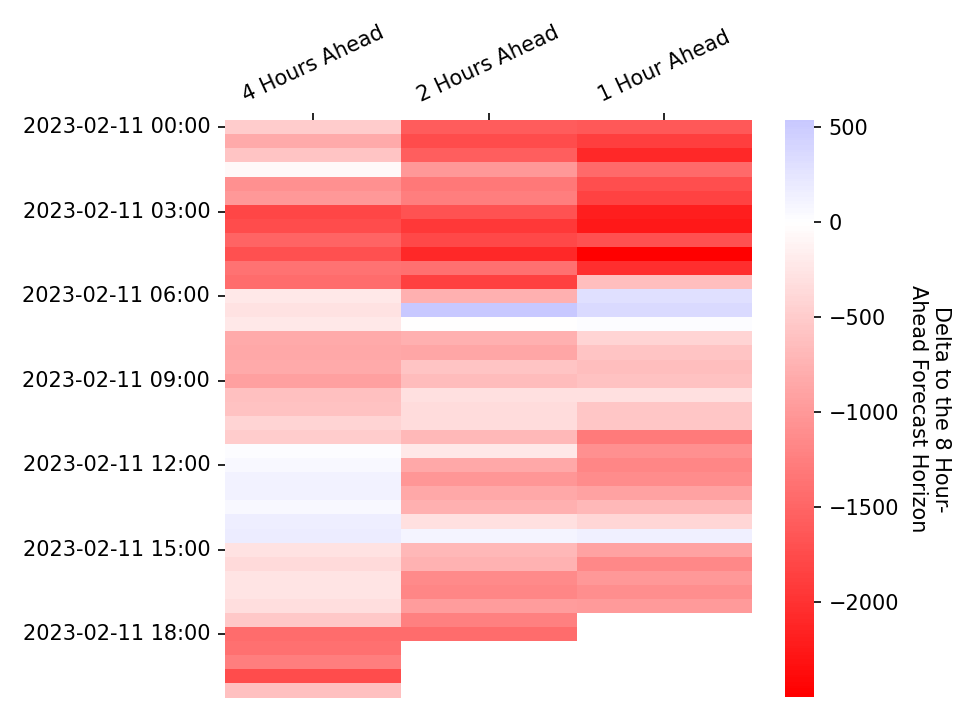 4 Hours Ahead
2 Hours Ahead
1 Hour Ahead
2023-02-11 00:00
2023-02-11 03:00
2023-02-11 06:00
2023-02-11 09:00
2023-02-11 12:00
2023-02-11 15:00
2023-02-11 18:00
500
0
−500
−1000
−1500
−2000
Delta to the 8 Hour-
Ahead Forecast Horizon